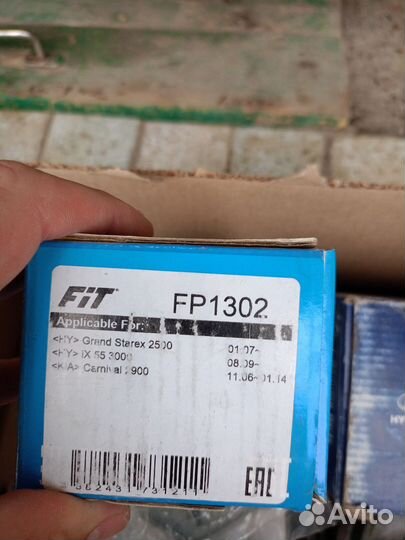 FiT FP1302
Applicable For:
<HY> Grand Starex 2500 01.07~
<HY> iX 55 3000 08.09~
<KIA> Carnival 2900 11.06~01.14
EAC
HY
Avito